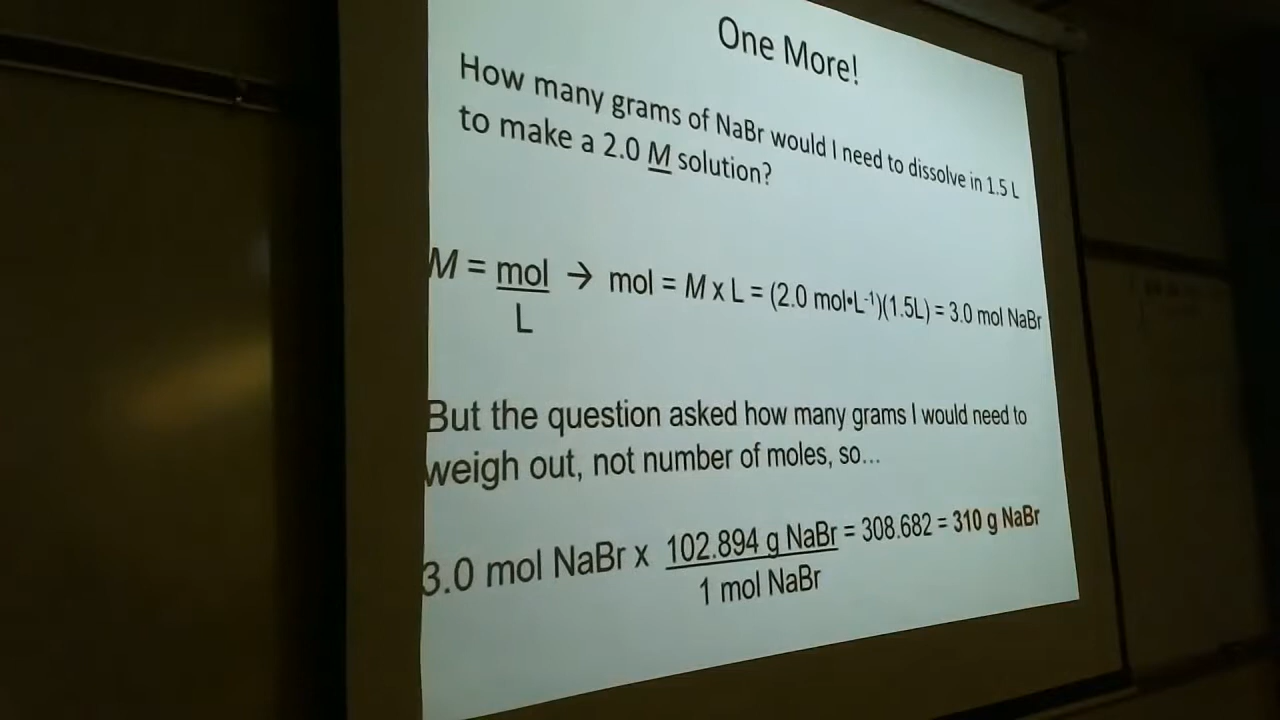 One More!
How many grams of NaBr would I need to dissolve in 1.5 L
to make a 2.0 M solution?
M = mol → mol = M x L = (2.0 mol•L⁻¹)(1.5L) = 3.0 mol NaBr
L
But the question asked how many grams I would need to
weigh out, not number of moles, so...
3.0 mol NaBr x 102.894 g NaBr = 308.682 = 310 g NaBr
1 mol NaBr